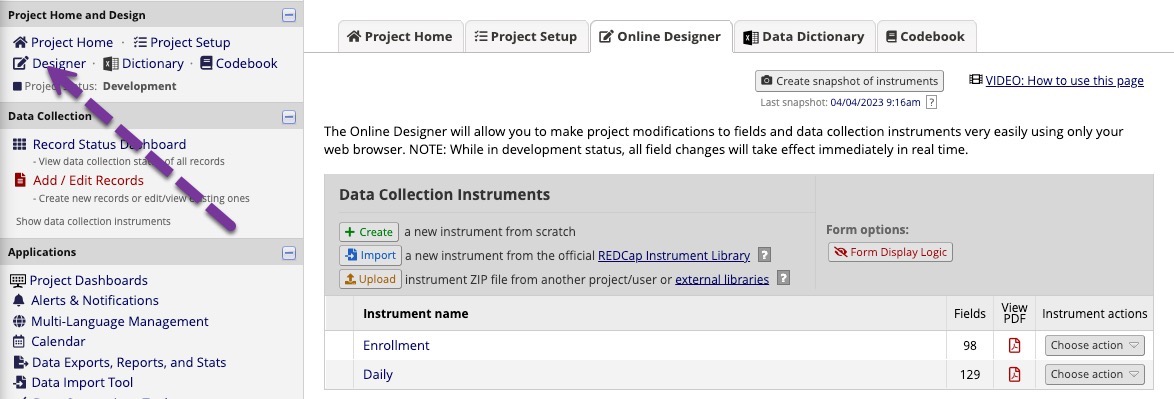 Project Home and Design
Project Home · Project Setup
Designer · Dictionary · Codebook
Project Status: Development
Data Collection
Record Status Dashboard
- View data collection status of all records
Add / Edit Records
- Create new records or edit/view existing ones
Show data collection instruments
Applications
Project Dashboards
Alerts & Notifications
Multi-Language Management
Calendar
Data Exports, Reports, and Stats
Data Import Tool
Project Home
Project Setup
Online Designer
Data Dictionary
Codebook
Create snapshot of instruments
VIDEO: How to use this page
Last snapshot: 04/04/2023 9:16am ?
The Online Designer will allow you to make project modifications to fields and data collection instruments very easily using only your
web browser. NOTE: While in development status, all field changes will take effect immediately in real time.
Data Collection Instruments
+ Create a new instrument from scratch
Import a new instrument from the official REDCap Instrument Library ?
Upload instrument ZIP file from another project/user or external libraries ?
Form options:
Form Display Logic
Instrument name Fields View PDF Instrument actions
Enrollment 98 Choose action
Daily 129 Choose action